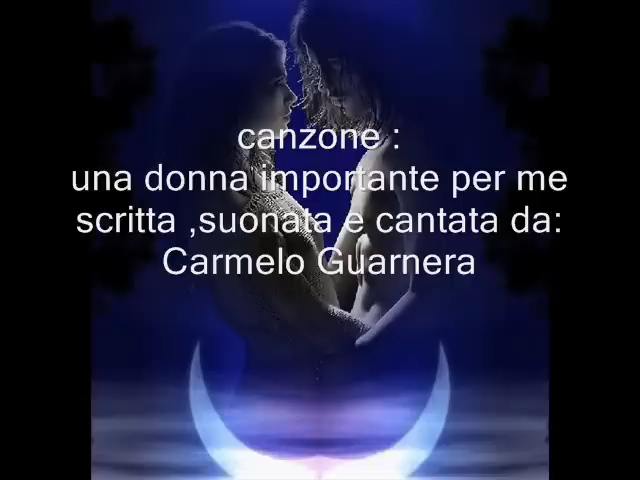 canzone :
una donna importante per me
scritta ,suonata e cantata da:
Carmelo Guarnera